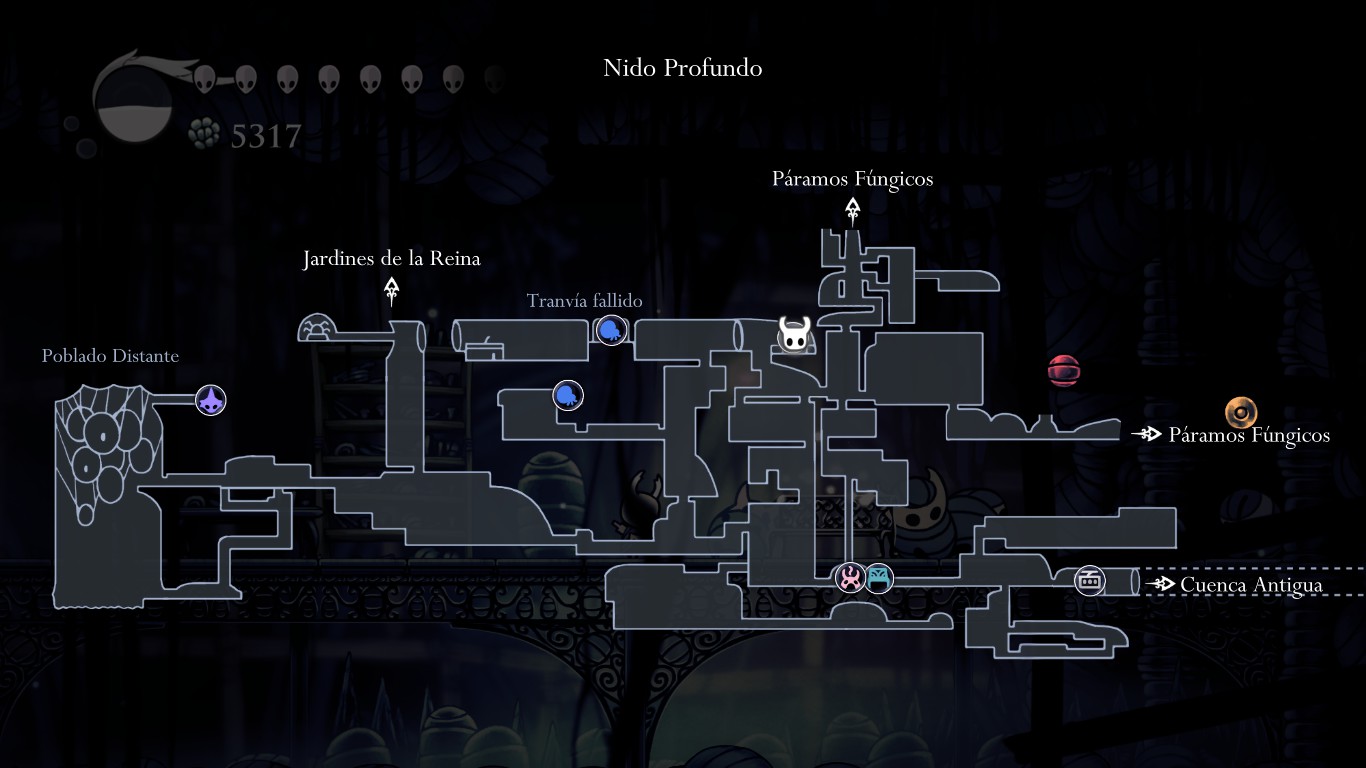 Nido Profundo
5317
Páramos Fúngicos
Jardines de la Reina
Tranvía fallido
Poblado Distante
Páramos Fúngicos
Cuenca Antigua